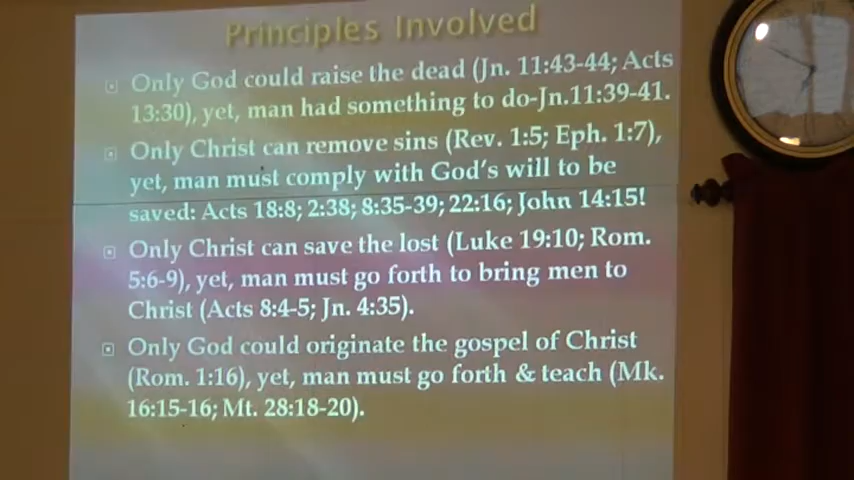 Principles Involved
Only God could raise the dead (Jn. 11:43-44; Acts
13:30), yet, man had something to do-Jn.11:39-41.
Only Christ can remove sins (Rev. 1:5; Eph. 1:7),
yet, man must comply with God's will to be
saved: Acts 18:8; 2:38; 8:35-39; 22:16; John 14:15!
Only Christ can save the lost (Luke 19:10; Rom.
5:6-9), yet, man must go forth to bring men to
Christ (Acts 8:4-5; Jn. 4:35).
Only God could originate the gospel of Christ
(Rom. 1:16), yet, man must go forth & teach (Mk.
16:15-16; Mt. 28:18-20).